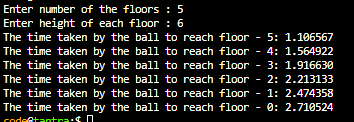 Enter number of the floors : 5
Enter height of each floor : 6
The time taken by the ball to reach floor - 5: 1.106567
The time taken by the ball to reach floor - 4: 1.564922
The time taken by the ball to reach floor - 3: 1.916630
The time taken by the ball to reach floor - 2: 2.213133
The time taken by the ball to reach floor - 1: 2.474358
The time taken by the ball to reach floor - 0: 2.710524
code@tantra:$